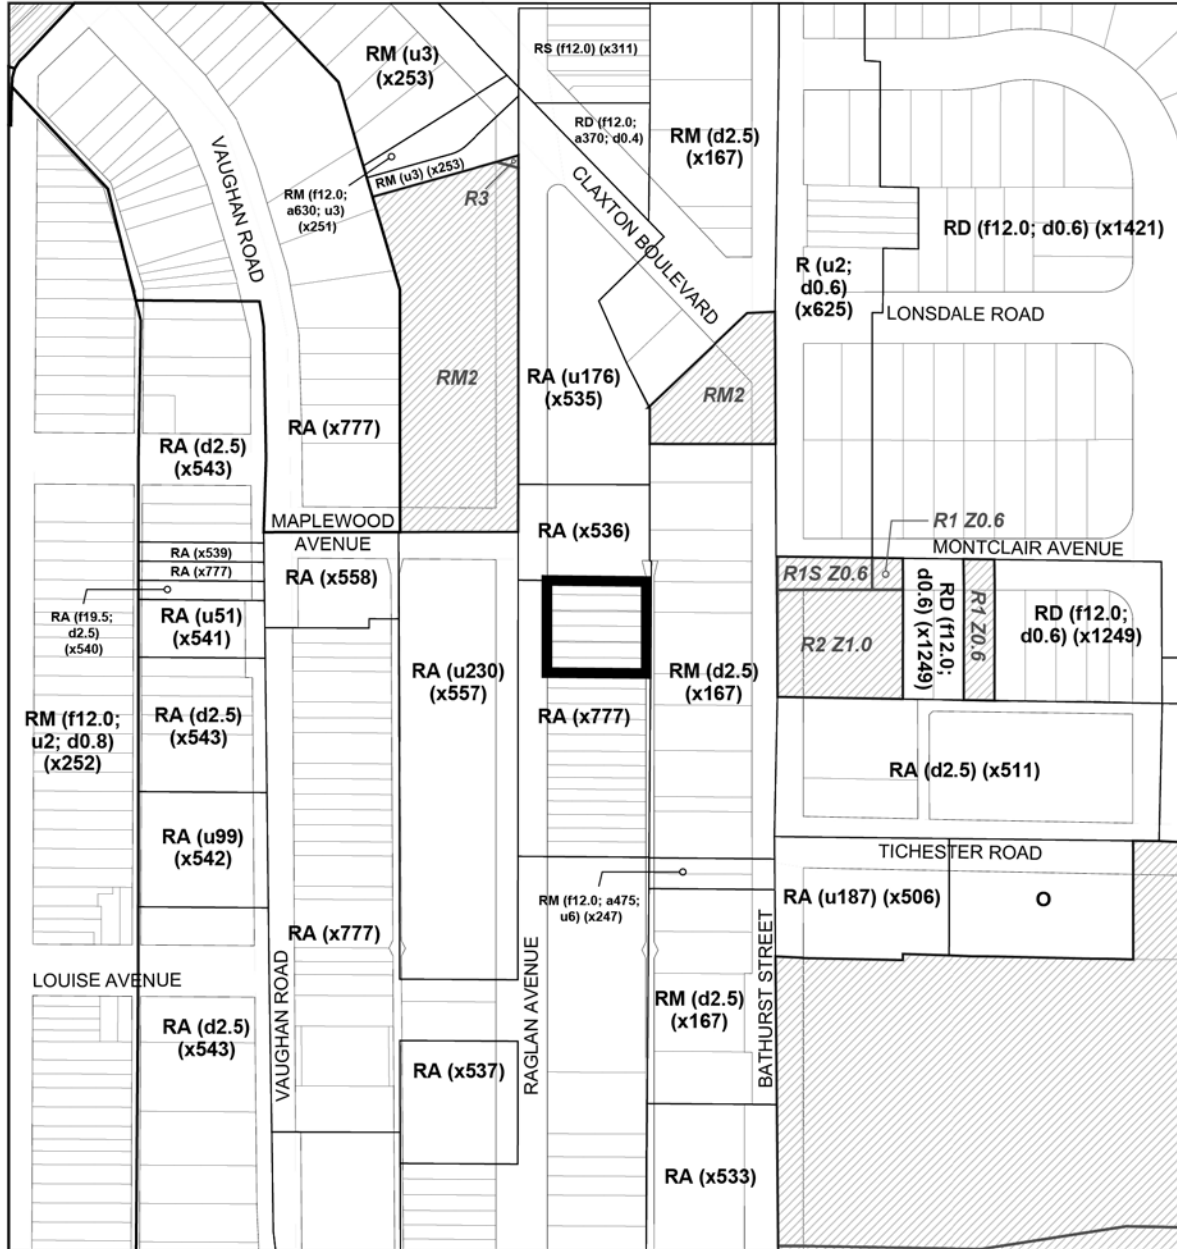 RM (u3)
(x253)
RS (f12.0) (x311)
RD (f12.0;
a370; d0.4)
RM (d2.5)
(x167)
VAUGHAN ROAD
RM (f12.0;
a630; u3)
(x251)
RM (u3) (x253)
R3
CLAXTON BOULEVARD
RD (f12.0; d0.6) (x1421)
R (u2;
d0.6)
(x625)
LONSDALE ROAD
RM2
RA (u176)
(x535)
RM2
RA (x777)
RA (d2.5)
(x543)
MAPLEWOOD
AVENUE
RA (x536)
R1 Z0.6
MONTCLAIR AVENUE
RA (x539)
RA (x777)
RA (x558)
R1S Z0.6
RD (f12.0;
d0.6) (x1249)
R1 Z0.6
RD (f12.0;
d0.6) (x1249)
RA (f19.5;
d2.5)
(x540)
RA (u51)
(x541)
R2 Z1.0
RA (u230)
(x557)
RM (d2.5)
(x167)
RM (f12.0;
u2; d0.8)
(x252)
RA (d2.5)
(x543)
RA (x777)
RA (d2.5) (x511)
RA (u99)
(x542)
TICHESTER ROAD
RM (f12.0; a475;
u6) (x247)
RA (u187) (x506)
O
RA (x777)
LOUISE AVENUE
VAUGHAN ROAD
RAGLAN AVENUE
BATHURST STREET
RM (d2.5)
(x167)
RA (d2.5)
(x543)
RA (x537)
RA (x533)